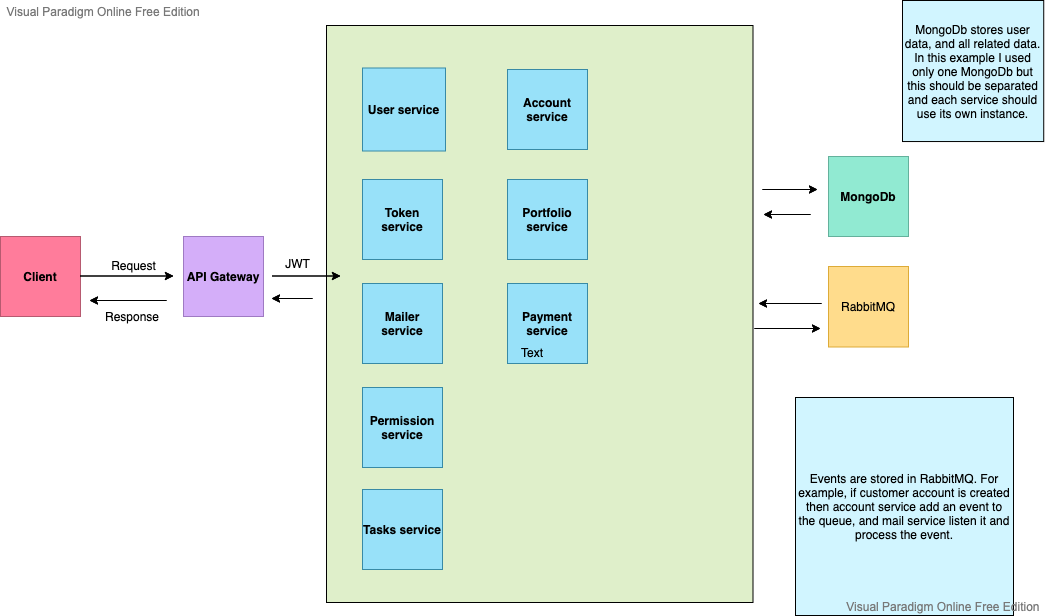 Visual Paradigm Online Free Edition
MongoDb stores user
data, and all related data.
In this example I used
only one MongoDb but
this should be separated
and each service should
use its own instance.
User service
Account
service
Token
service
Portfolio
service
MongoDb
Client
Request
Response
API Gateway
JWT
Mailer
service
Payment
service
Text
RabbitMQ
Permission
service
Tasks service
Events are stored in RabbitMQ. For
example, if customer account is created
then account service add an event to
the queue, and mail service listen it and
process the event.
Visual Paradigm Online Free Edition